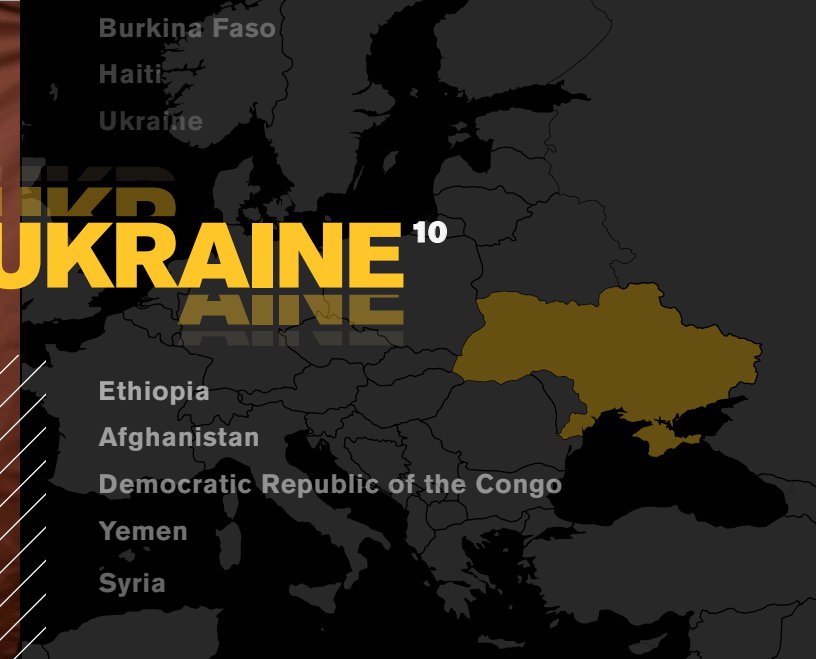 Burkina Faso
Haiti
Ukraine
UKRAINE 10
Ethiopia
Afghanistan
Democratic Republic of the Congo
Yemen
Syria